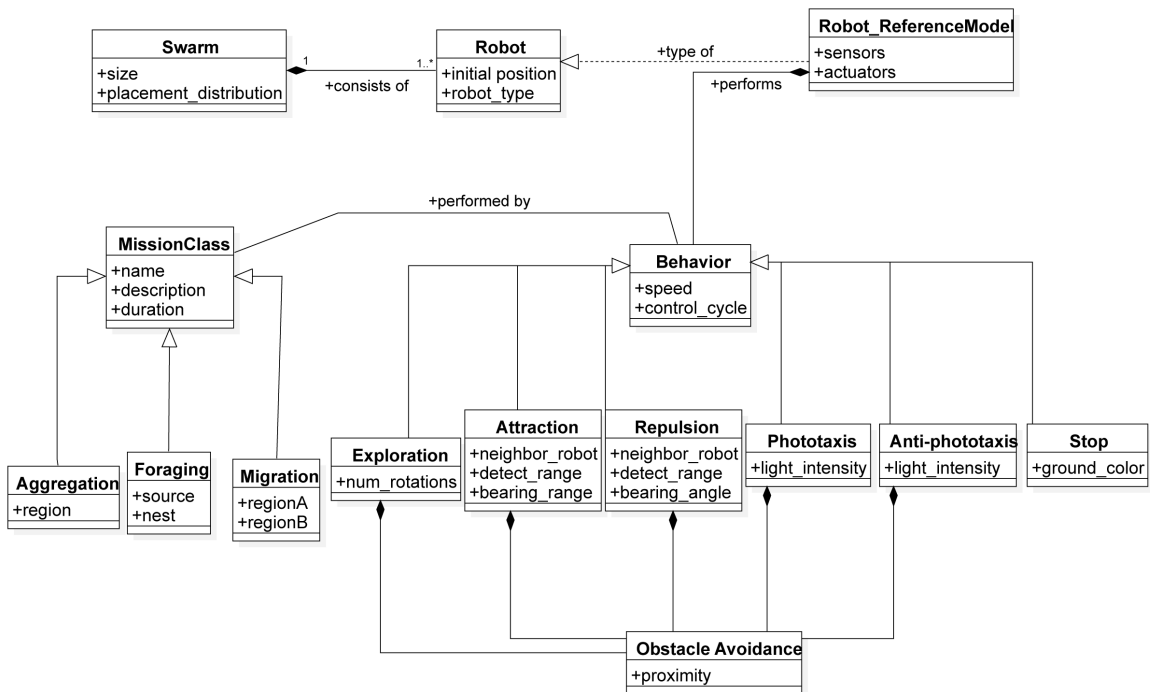 Swarm
+size
+placement_distribution
1
1..*
+consists of
Robot
+initial position
+robot_type
+type of
Robot_ReferenceModel
+sensors
+actuators
+performs
+performed by
MissionClass
+name
+description
+duration
Behavior
+speed
+control_cycle
Aggregation
+region
Foraging
+source
+nest
Migration
+regionA
+regionB
Exploration
+num_rotations
Attraction
+neighbor_robot
+detect_range
+bearing_range
Repulsion
+neighbor_robot
+detect_range
+bearing_angle
Phototaxis
+light_intensity
Anti-phototaxis
+light_intensity
Stop
+ground_color
Obstacle Avoidance
+proximity